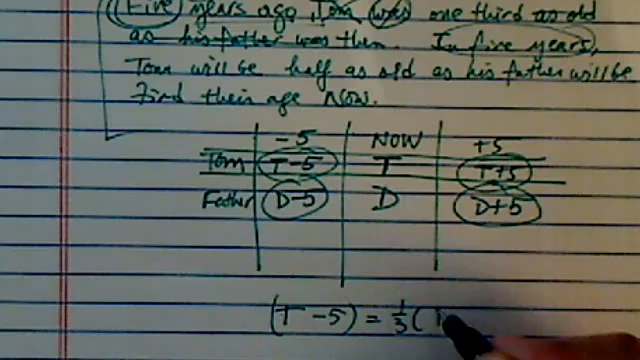 Five years ago, Tom was one third as old
as his father was then. In five years,
Tom will be half as old as his father will be
Find their age Now.
-5 NOW +5
Tom T-5 T T+5
Father D-5 D D+5
(T-5) = 1/3 (